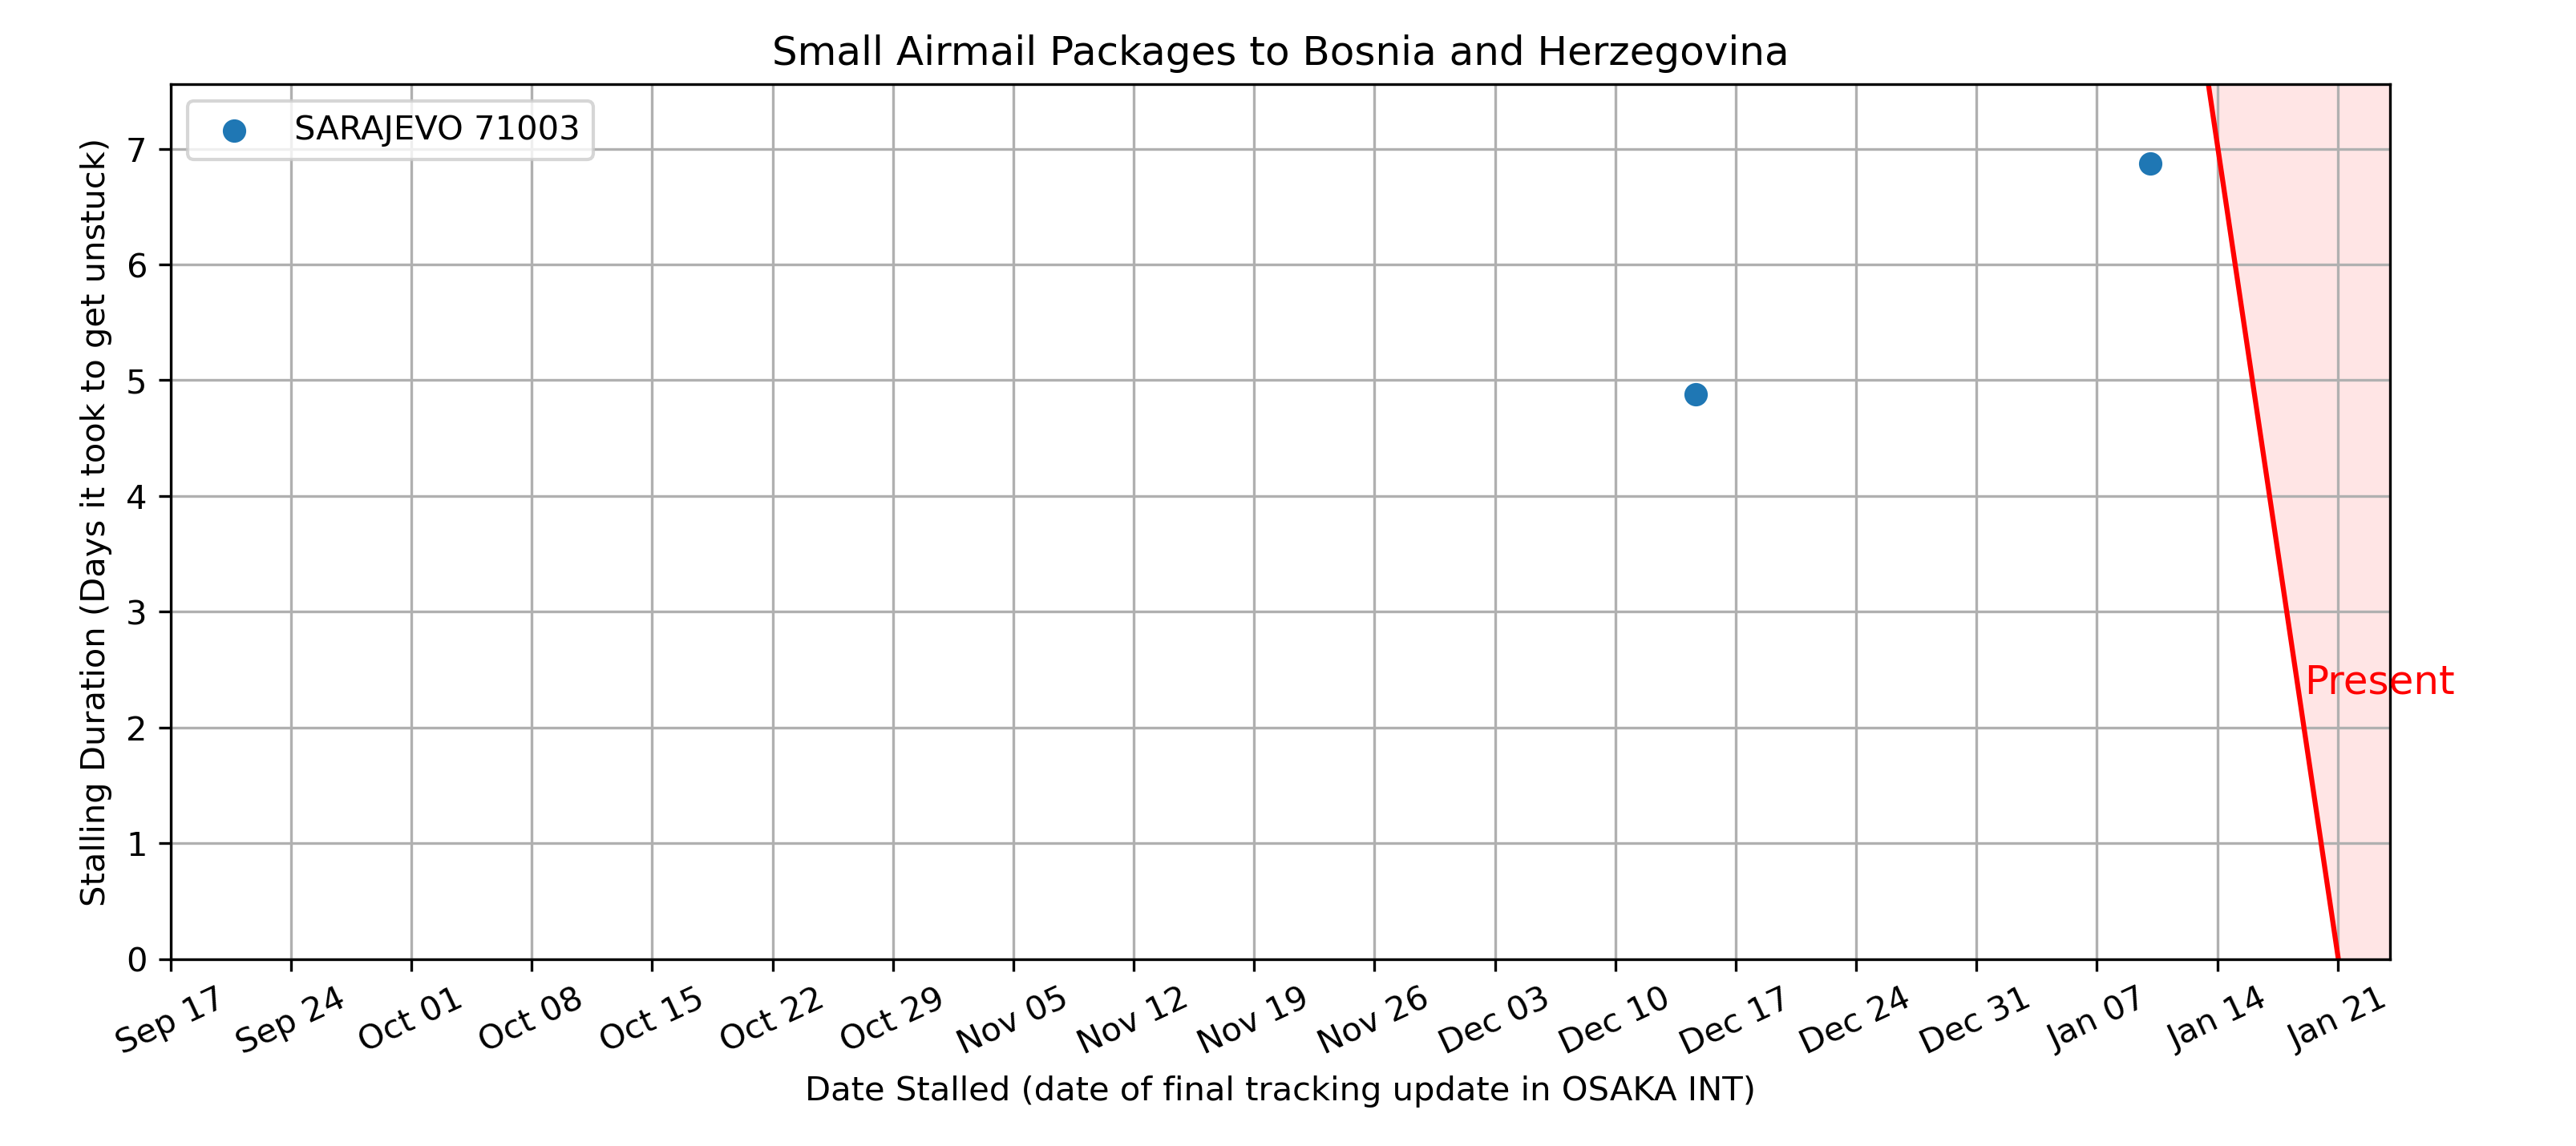 Small Airmail Packages to Bosnia and Herzegovina
SARAJEVO 71003
Stalling Duration (Days it took to get unstuck)
7
6
5
4
3
2
1
0
Present
Sep 17 Sep 24 Oct 01 Oct 08 Oct 15 Oct 22 Oct 29 Nov 05 Nov 12 Nov 19 Nov 26 Dec 03 Dec 10 Dec 17 Dec 24 Dec 31 Jan 07 Jan 14 Jan 21
Date Stalled (date of final tracking update in OSAKA INT)